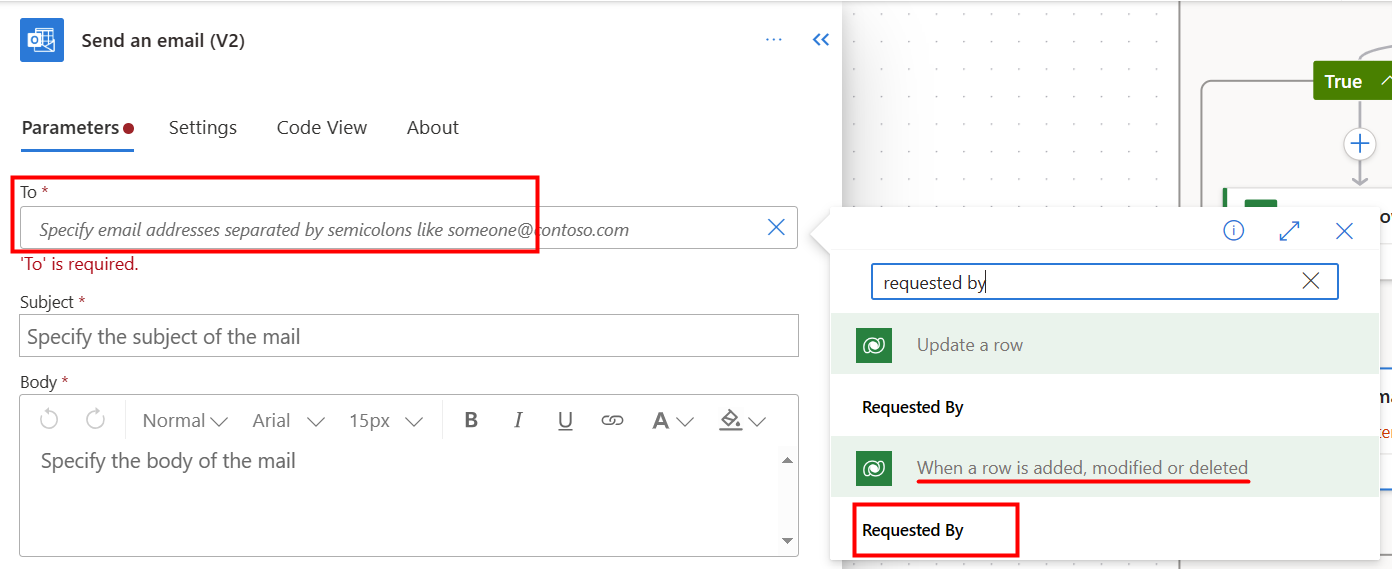 Send an email (V2)
Parameters
Settings
Code View
About
To *
Specify email addresses separated by semicolons like someone@contoso.com
'To' is required.
Subject *
Specify the subject of the mail
Body *
Normal
Arial
15px
B
I
U
A
Specify the body of the mail
True
requested by
Update a row
Requested By
When a row is added, modified or deleted
Requested By